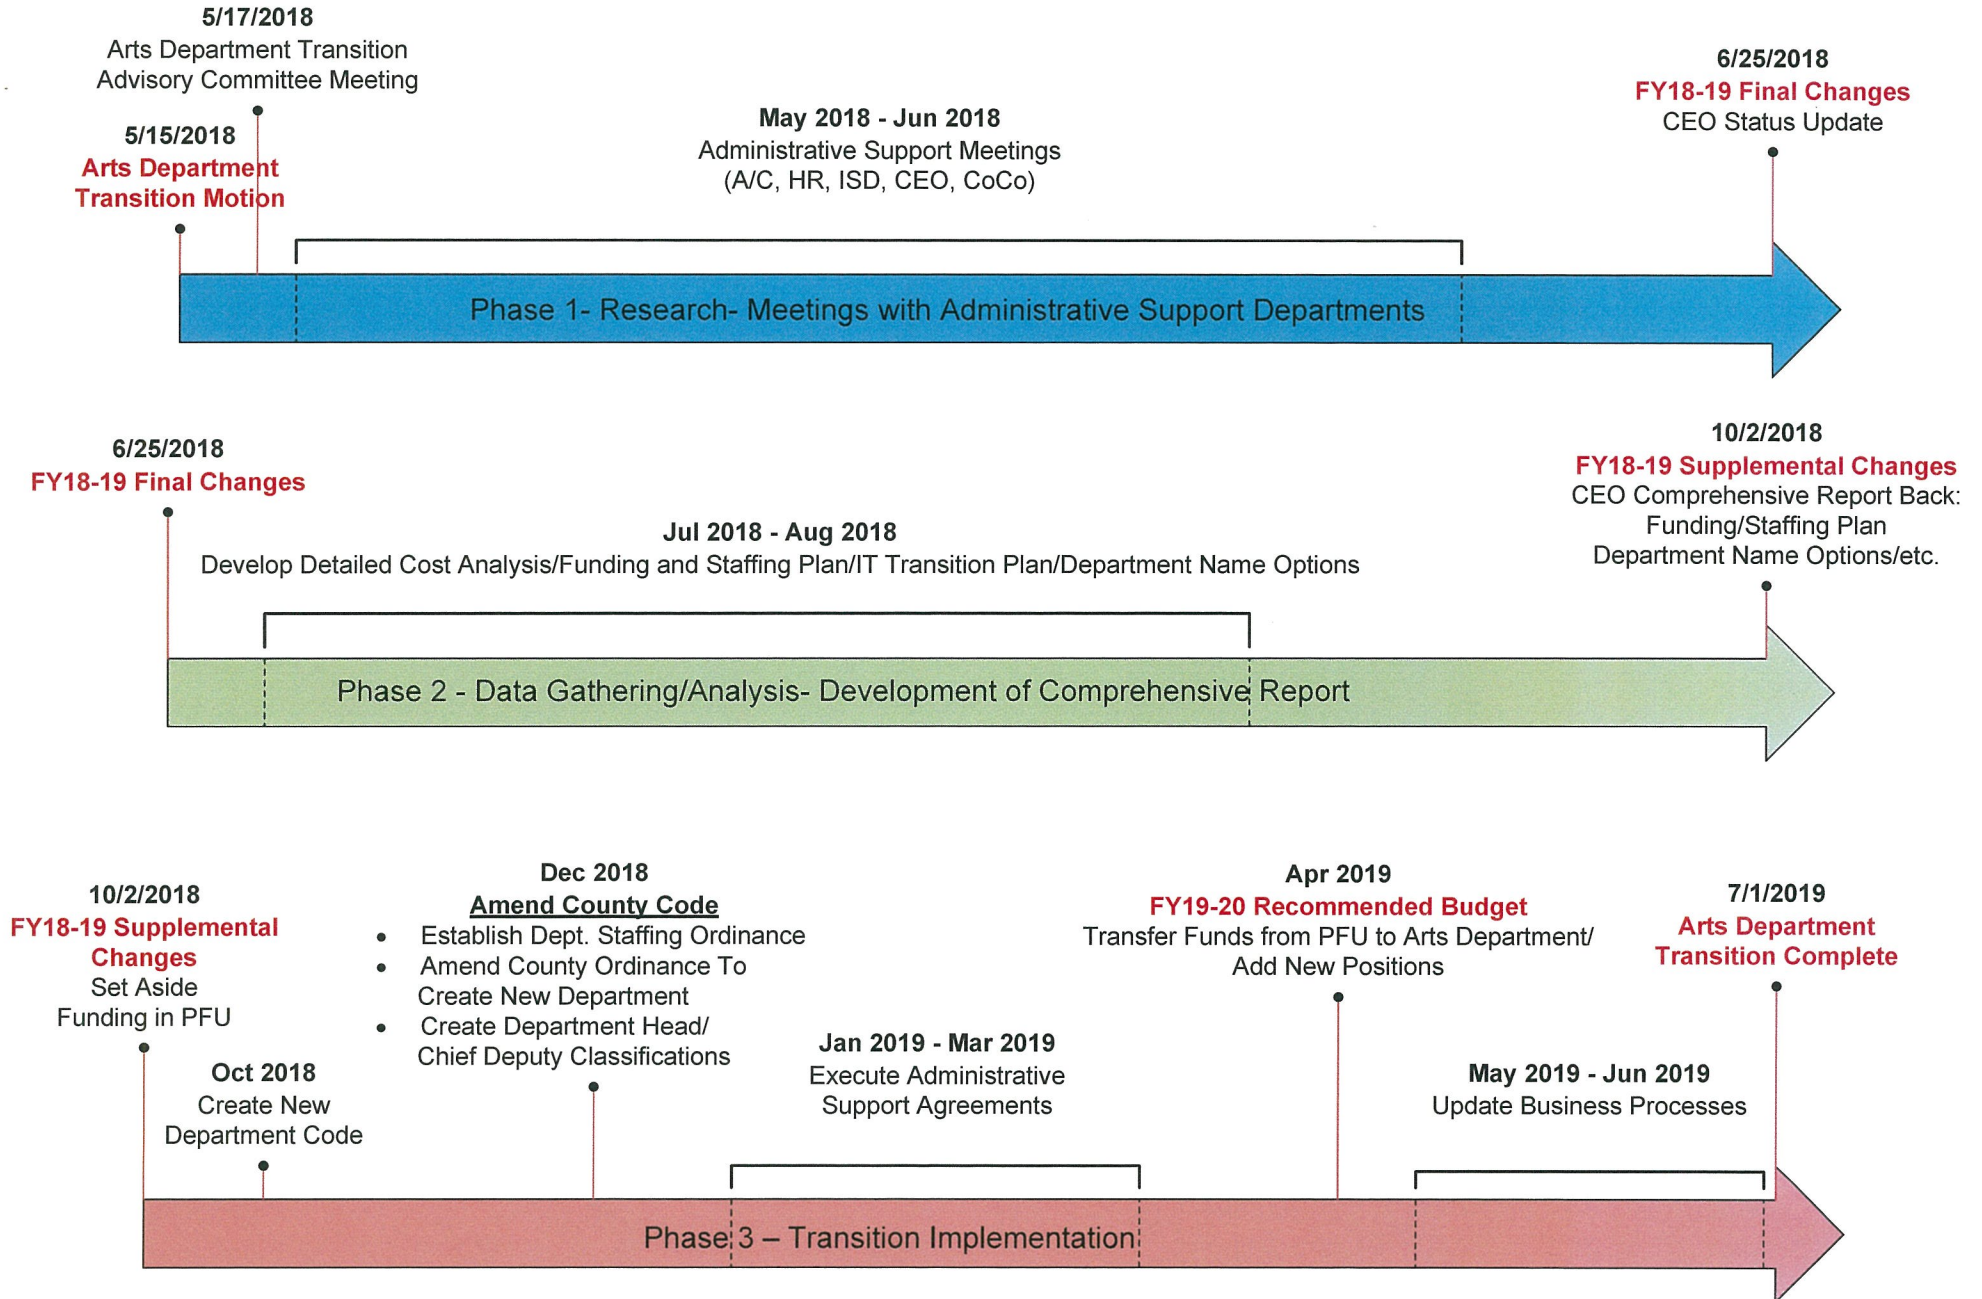 5/17/2018
Arts Department Transition
Advisory Committee Meeting
5/15/2018
Arts Department
Transition Motion
May 2018 - Jun 2018
Administrative Support Meetings
(A/C, HR, ISD, CEO, CoCo)
6/25/2018
FY18-19 Final Changes
CEO Status Update
Phase 1- Research- Meetings with Administrative Support Departments
6/25/2018
FY18-19 Final Changes
Jul 2018 - Aug 2018
Develop Detailed Cost Analysis/Funding and Staffing Plan/IT Transition Plan/Department Name Options
10/2/2018
FY18-19 Supplemental Changes
CEO Comprehensive Report Back:
Funding/Staffing Plan
Department Name Options/etc.
Phase 2 - Data Gathering/Analysis- Development of Comprehensive Report
10/2/2018
FY18-19 Supplemental
Changes
Set Aside
Funding in PFU
Oct 2018
Create New
Department Code
Dec 2018
Amend County Code
• Establish Dept. Staffing Ordinance
• Amend County Ordinance To
Create New Department
• Create Department Head/
Chief Deputy Classifications
Jan 2019 - Mar 2019
Execute Administrative
Support Agreements
Apr 2019
FY19-20 Recommended Budget
Transfer Funds from PFU to Arts Department/
Add New Positions
May 2019 - Jun 2019
Update Business Processes
7/1/2019
Arts Department
Transition Complete
Phase 3 – Transition Implementation